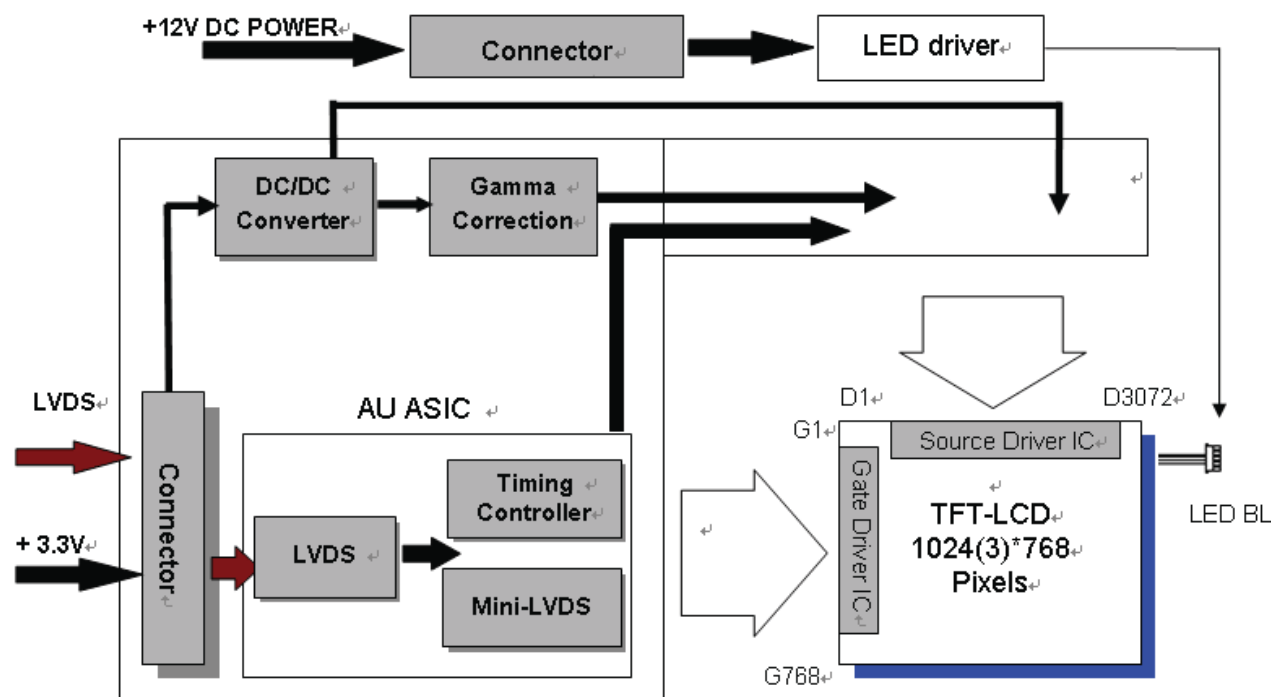 +12V DC POWER
Connector
LED driver
DC/DC
Converter
Gamma
Correction
LVDS
AU ASIC
D1
D3072
G1
Source Driver IC
Timing
Controller
Gate Driver IC
Connector
TFT-LCD
1024(3)*768
Pixels
LED BL
+ 3.3V
LVDS
Mini-LVDS
G768